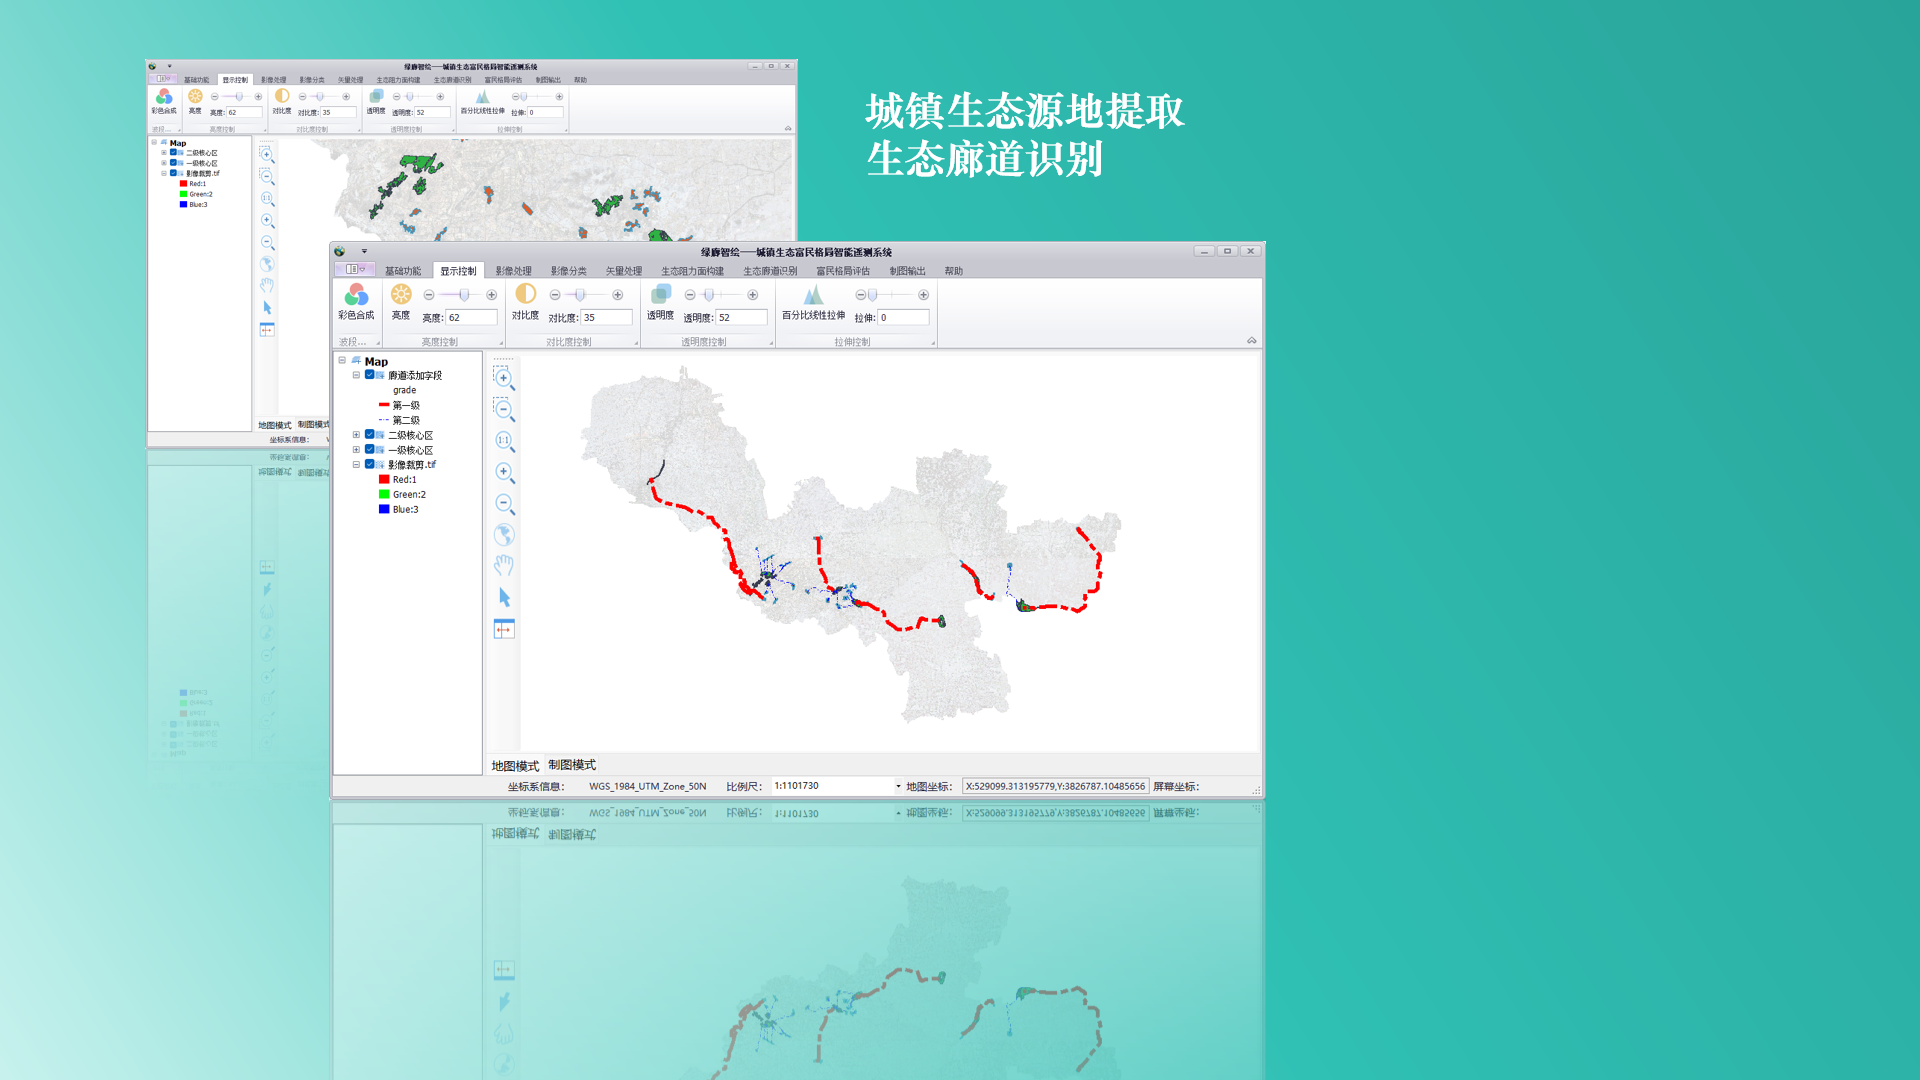 城镇生态源地提取
生态廊道识别
绿廊智绘——城镇生态富民格局智能遥测系统
基础功能 显示控制 影像处理 影像分类 矢量处理 生态阻力面构建 生态廊道识别 富民格局评估 制图输出 帮助
彩色合成 亮度 亮度: 62 对比度 对比度: 35 透明度 透明度: 52 百分比线性拉伸 拉伸: 0
波段... 亮度控制 对比度控制 透明度控制 拉伸控制
Map
二级核心区
一级核心区
影像裁剪.tif
Red:1
Green:2
Blue:3
1:1
地图模式 制图模式
坐标系信息:
绿廊智绘——城镇生态富民格局智能遥测系统
基础功能 显示控制 影像处理 影像分类 矢量处理 生态阻力面构建 生态廊道识别 富民格局评估 制图输出 帮助
彩色合成 亮度 亮度: 62 对比度 对比度: 35 透明度 透明度: 52 百分比线性拉伸 拉伸: 0
波段... 亮度控制 对比度控制 透明度控制 拉伸控制
Map
廊道添加字段
grade
第一级
第二级
二级核心区
一级核心区
影像裁剪.tif
Red:1
Green:2
Blue:3
1:1
地图模式 制图模式
坐标系信息: WGS_1984_UTM_Zone_50N 比例尺: 1:1101730 地图坐标: X:529099.313195779,Y:3826787.10485656 屏幕坐标: